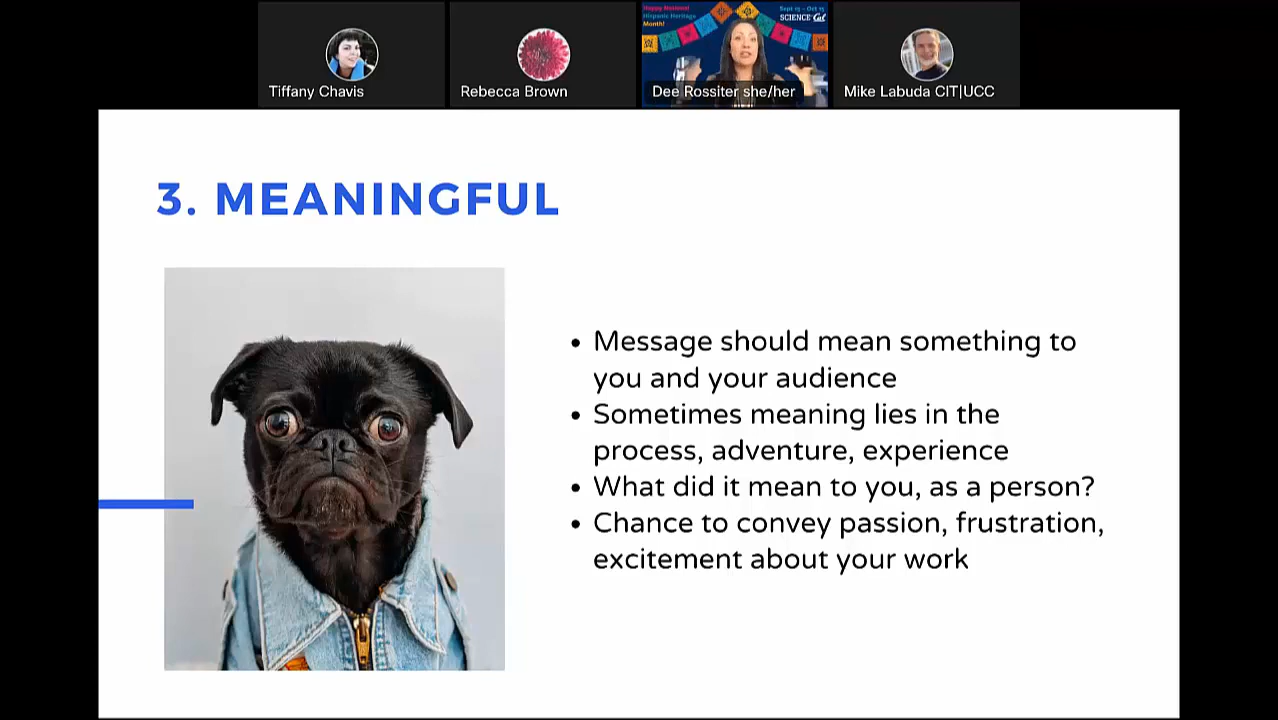 Happy National
Hispanic Heritage
Month!
Sept 15 - Oct 15
SCIENCE Cal
Tiffany Chavis
Rebecca Brown
Dee Rossiter she/her
Mike Labuda CIT|UCC
3. MEANINGFUL
• Message should mean something to
you and your audience
• Sometimes meaning lies in the
process, adventure, experience
• What did it mean to you, as a person?
• Chance to convey passion, frustration,
excitement about your work